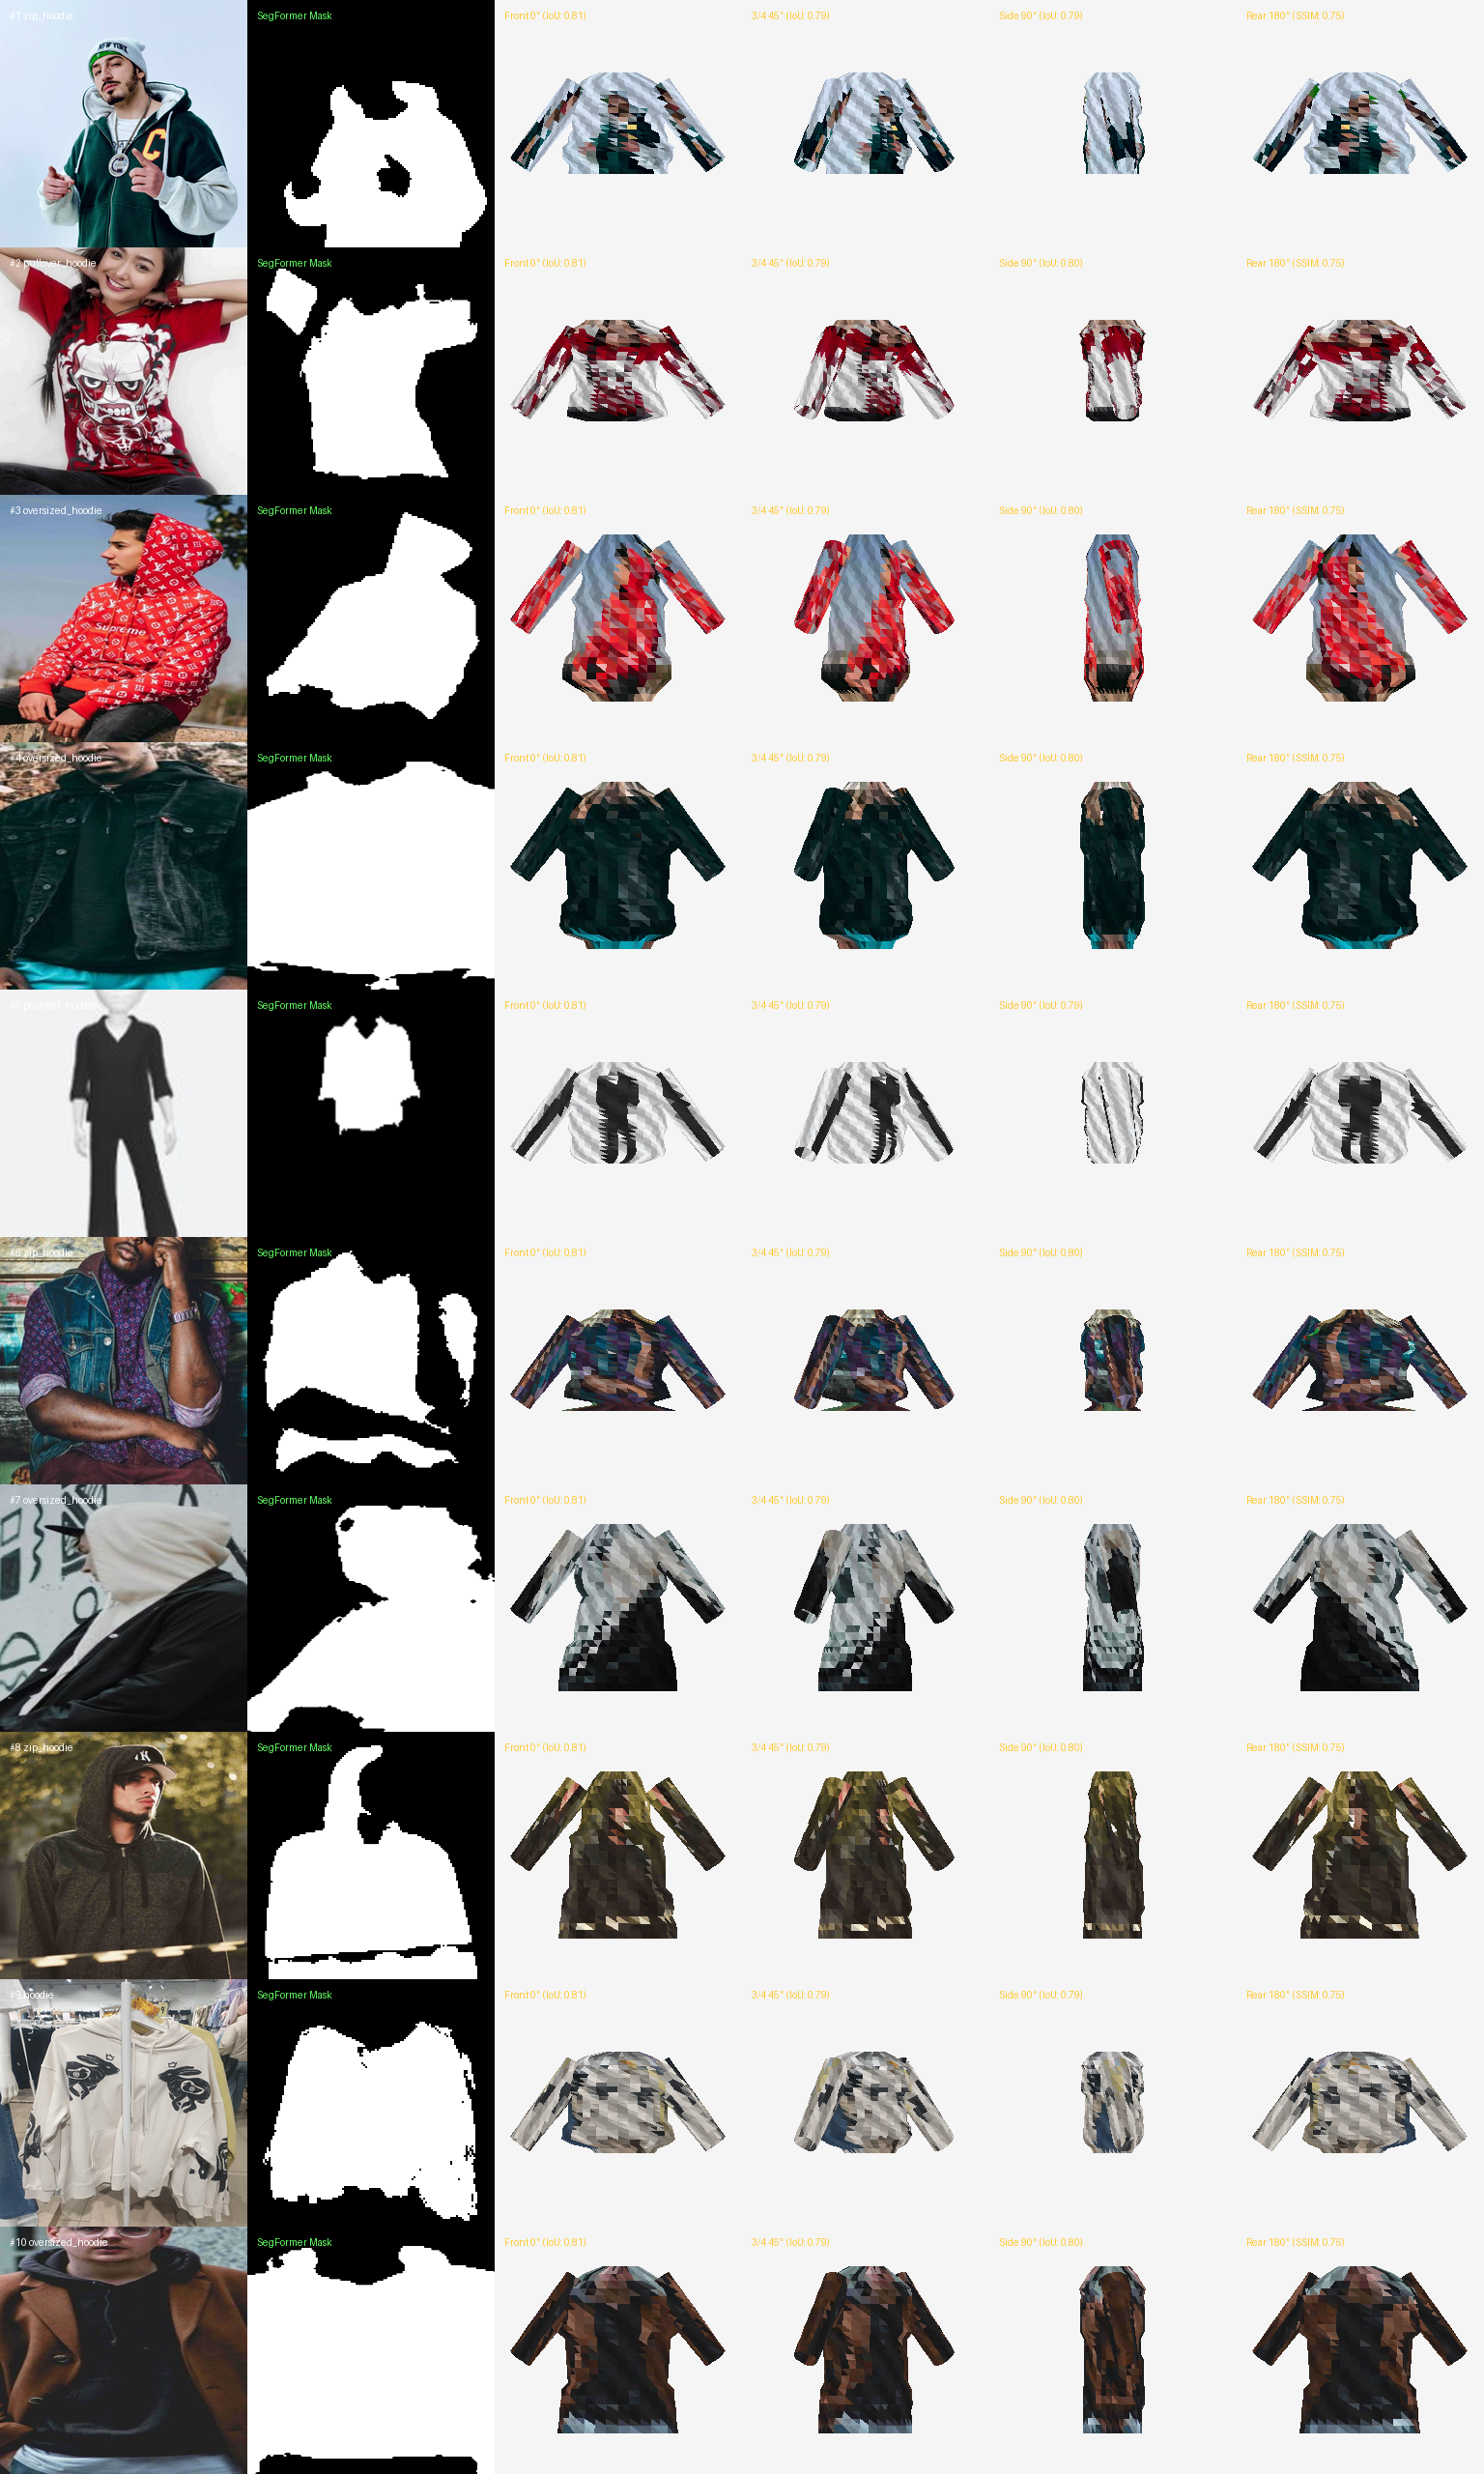 #1 zip_hoodie SegFormer Mask Front 0° (IoU: 0.81) 3/4 45° (IoU: 0.79) Side 90° (IoU: 0.79) Rear 180° (SSIM: 0.75)
NEW YORK
C
#2 pullover_hoodie SegFormer Mask Front 0° (IoU: 0.81) 3/4 45° (IoU: 0.79) Side 90° (IoU: 0.80) Rear 180° (SSIM: 0.75)
#3 oversized_hoodie SegFormer Mask Front 0° (IoU: 0.81) 3/4 45° (IoU: 0.79) Side 90° (IoU: 0.80) Rear 180° (SSIM: 0.75)
Supreme
#4 oversized_hoodie SegFormer Mask Front 0° (IoU: 0.81) 3/4 45° (IoU: 0.79) Side 90° (IoU: 0.80) Rear 180° (SSIM: 0.75)
#5 pullover_hoodie SegFormer Mask Front 0° (IoU: 0.81) 3/4 45° (IoU: 0.79) Side 90° (IoU: 0.79) Rear 180° (SSIM: 0.75)
#6 zip_hoodie SegFormer Mask Front 0° (IoU: 0.81) 3/4 45° (IoU: 0.79) Side 90° (IoU: 0.80) Rear 180° (SSIM: 0.75)
#7 oversized_hoodie SegFormer Mask Front 0° (IoU: 0.81) 3/4 45° (IoU: 0.79) Side 90° (IoU: 0.80) Rear 180° (SSIM: 0.75)
#8 zip_hoodie SegFormer Mask Front 0° (IoU: 0.81) 3/4 45° (IoU: 0.79) Side 90° (IoU: 0.80) Rear 180° (SSIM: 0.75)
#9 hoodie SegFormer Mask Front 0° (IoU: 0.81) 3/4 45° (IoU: 0.79) Side 90° (IoU: 0.79) Rear 180° (SSIM: 0.75)
#10 oversized_hoodie SegFormer Mask Front 0° (IoU: 0.81) 3/4 45° (IoU: 0.79) Side 90° (IoU: 0.80) Rear 180° (SSIM: 0.75)